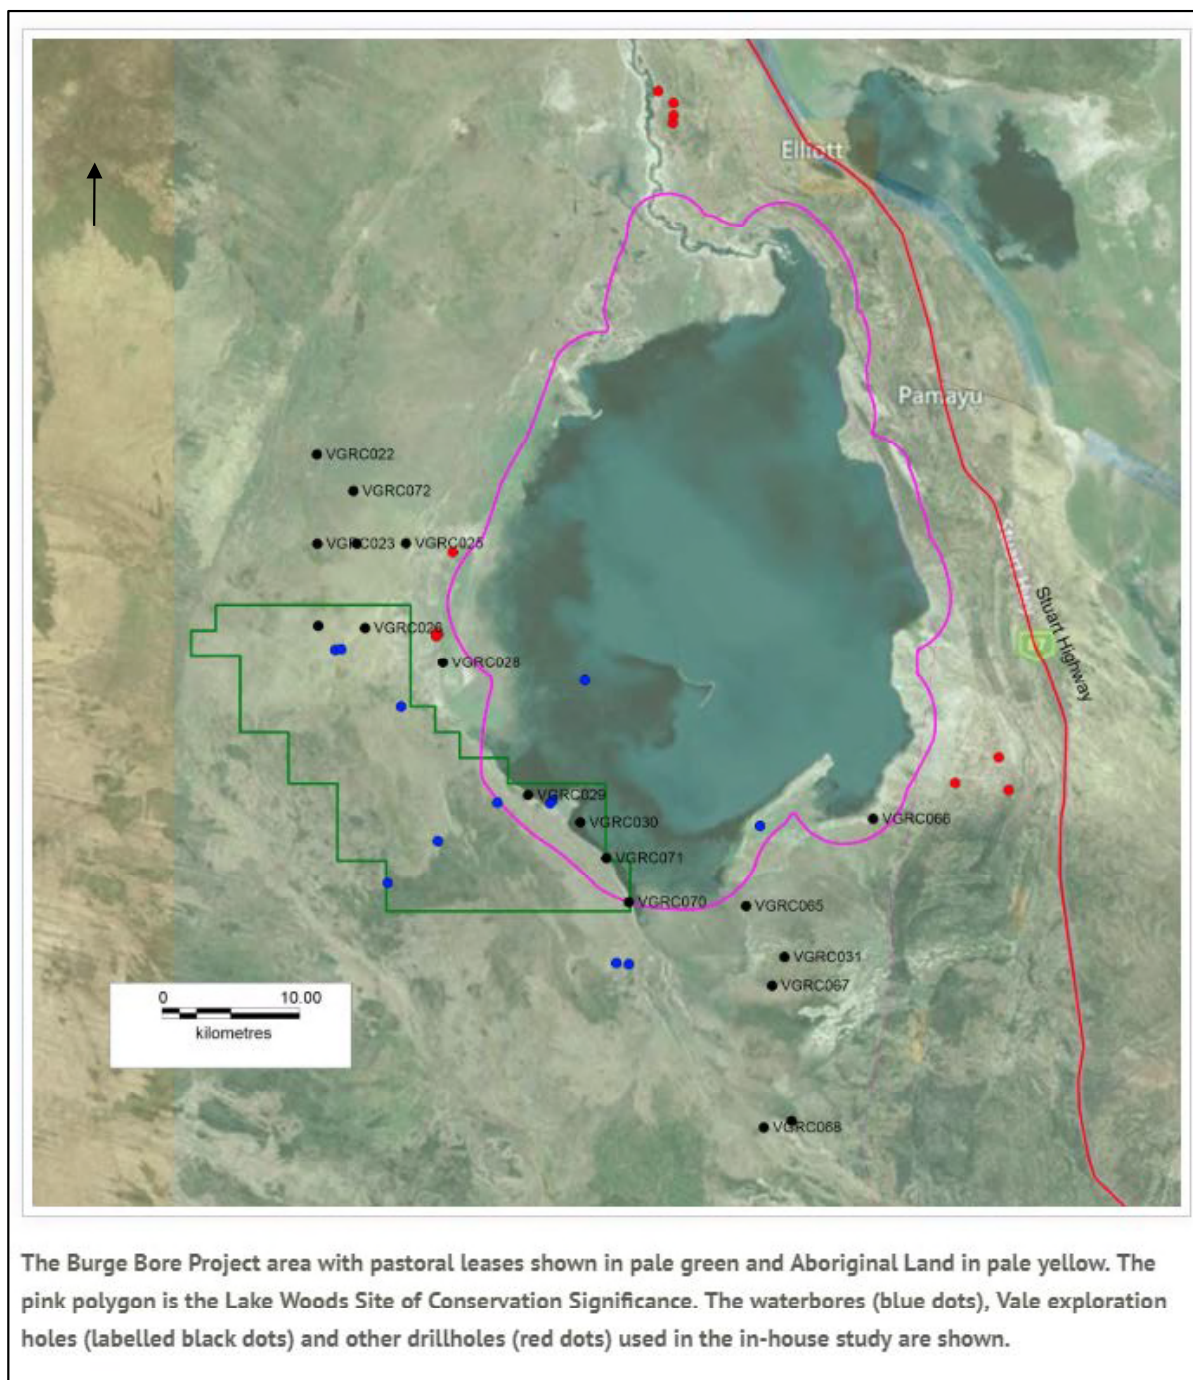 Elliott
Pamayu
VGRC022
VGRC072
VGRC023
VGRC025
Stuart Highway
VGRC026
VGRC028
VGRC029
VGRC030
VGRC066
VGRC071
VGRC070
VGRC065
VGRC031
VGRC067
0 10.00
kilometres
VGRC068
The Burge Bore Project area with pastoral leases shown in pale green and Aboriginal Land in pale yellow. The
pink polygon is the Lake Woods Site of Conservation Significance. The waterbores (blue dots), Vale exploration
holes (labelled black dots) and other drillholes (red dots) used in the in-house study are shown.